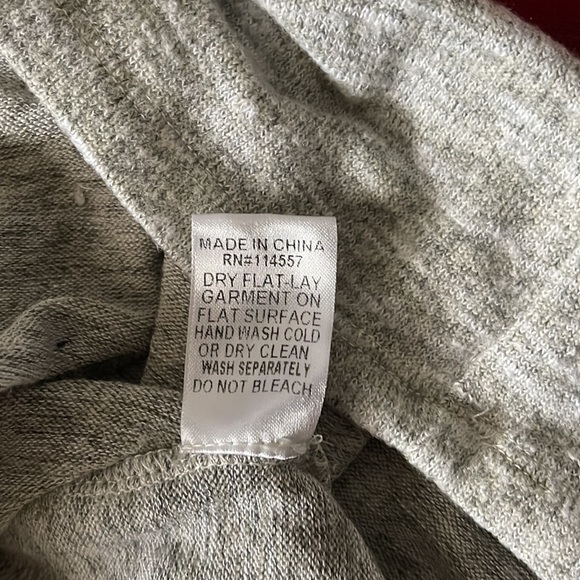 MADE IN CHINA
RN#114557
DRY FLAT-LAY
GARMENT ON
FLAT SURFACE
HAND WASH COLD
OR DRY CLEAN
WASH SEPARATELY
DO NOT BLEACH